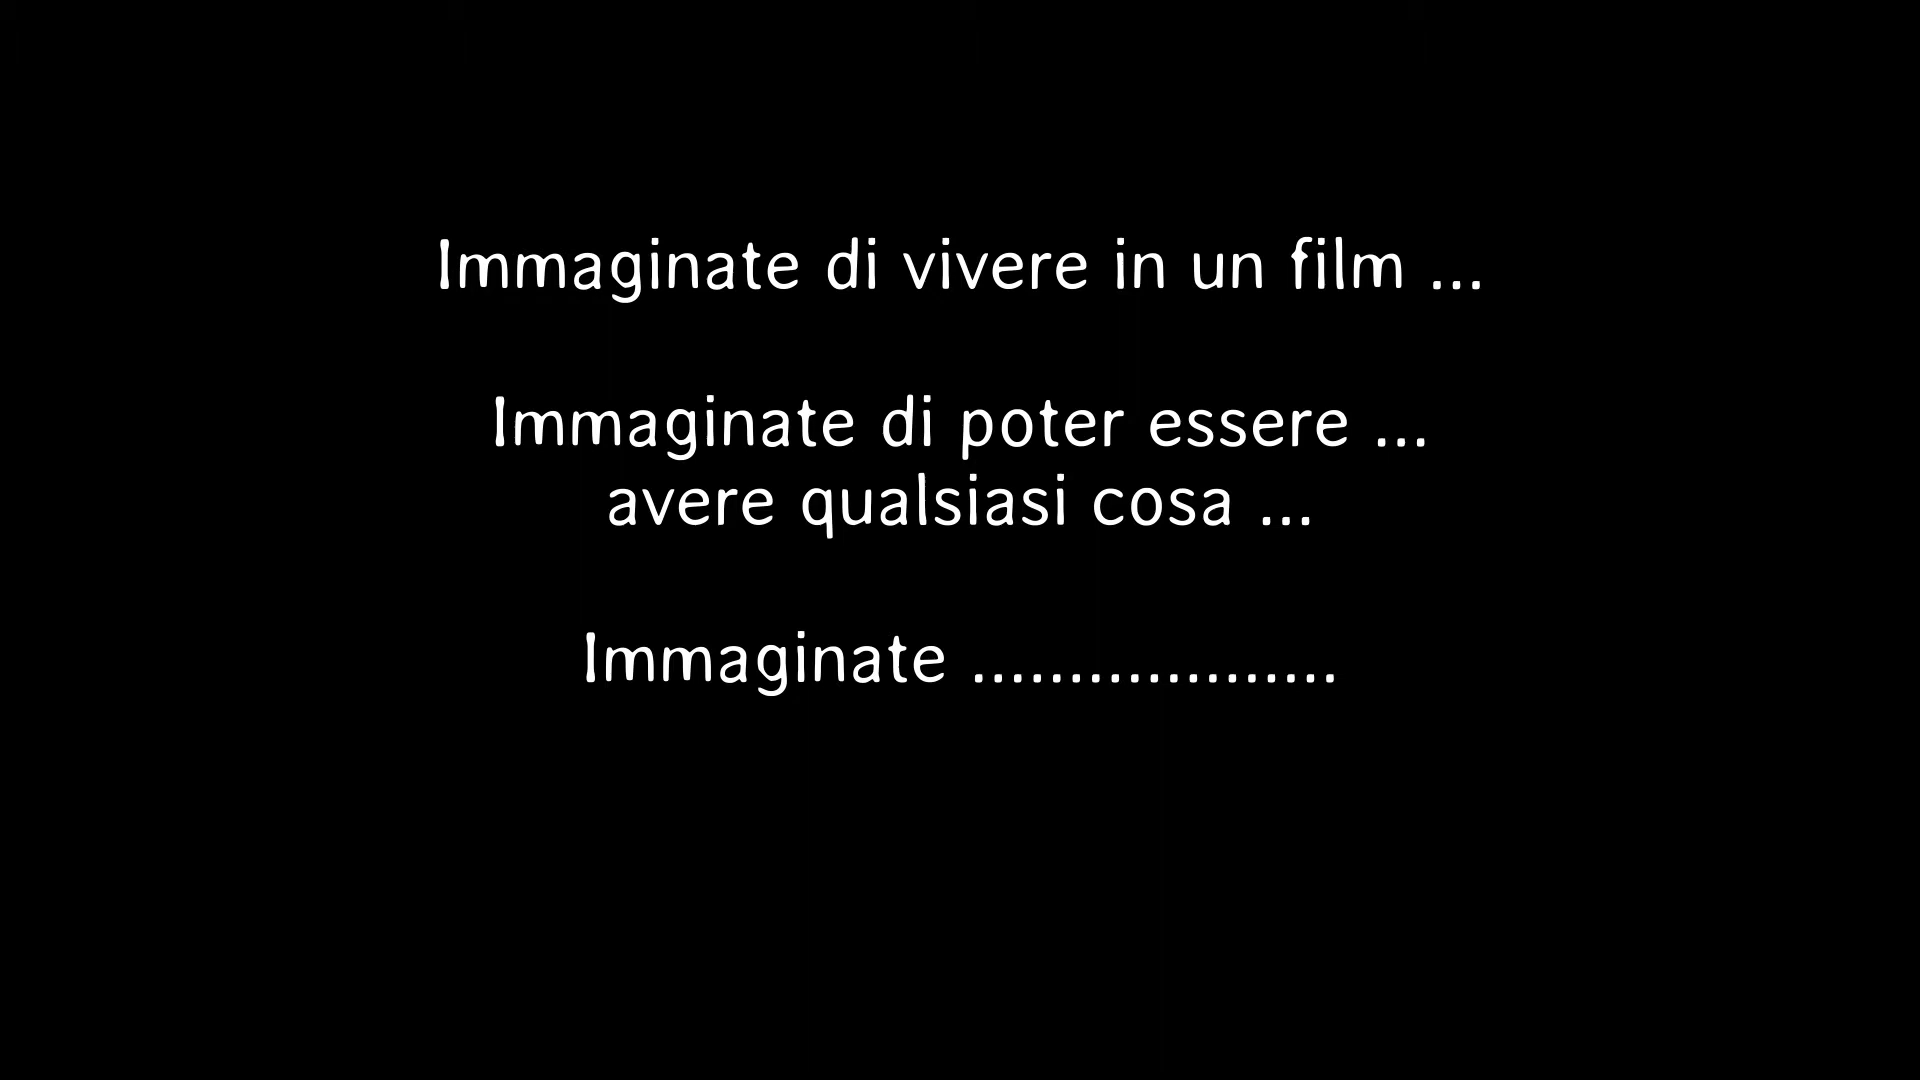 Immaginate di vivere in un film ...
Immaginate di poter essere ...
avere qualsiasi cosa ...
Immaginate ...................